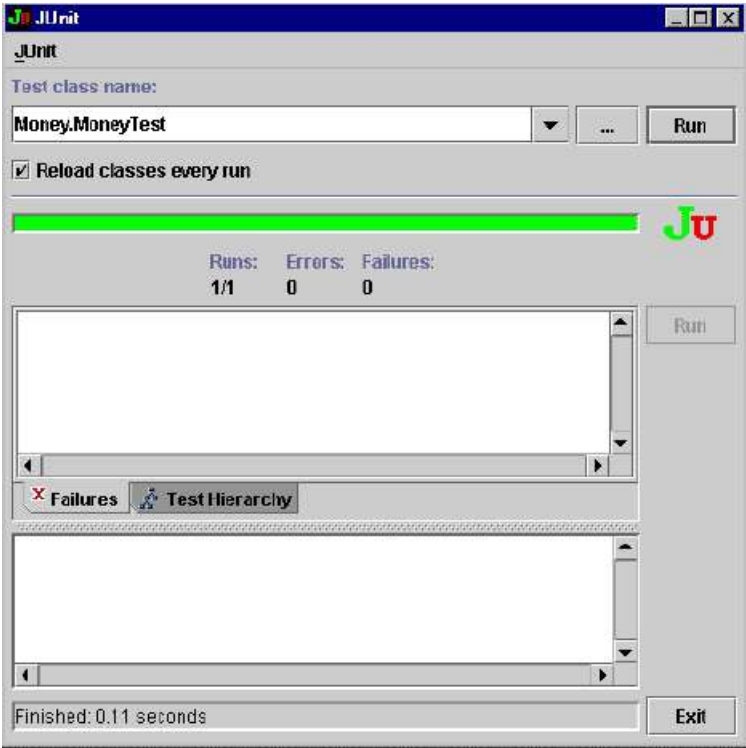 JU JUnit
JUnit
Test class name:
Money.MoneyTest
...
Run
Reload classes every run
JU
Runs: Errors: Failures:
1/1 0 0
Run
Failures
Test Hierarchy
Finished: 0.11 seconds
Exit